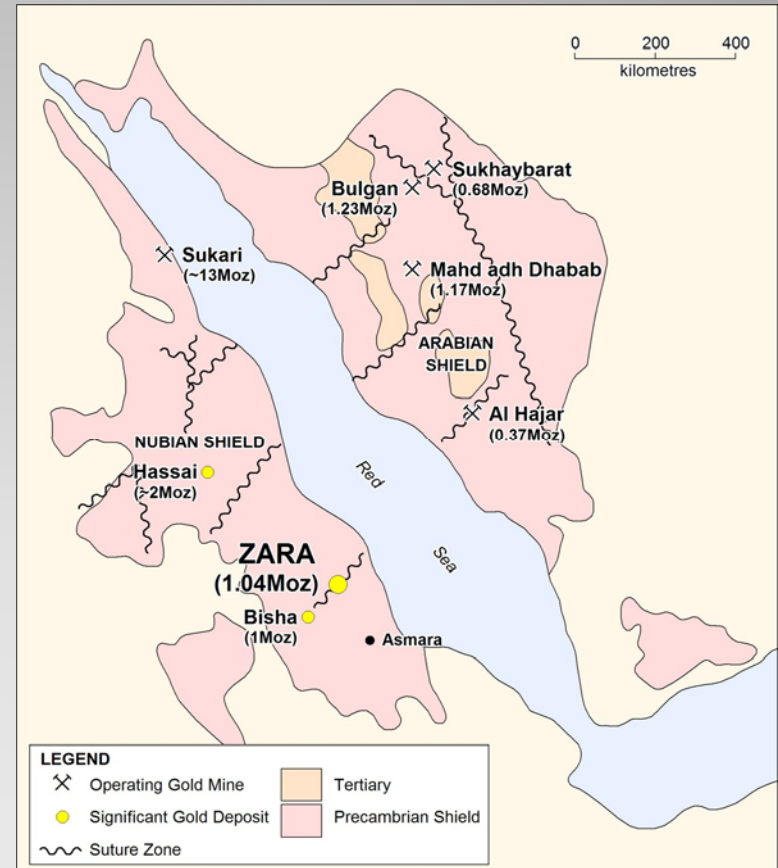 0 200 400
kilometres
Sukhaybarat
(0.68Moz)
Bulgan
(1.23Moz)
Sukari
(~13Moz)
Mahd adh Dhabab
(1.17Moz)
ARABIAN
SHIELD
Al Hajar
(0.37Moz)
NUBIAN SHIELD
Hassai
(~2Moz)
Red
Sea
ZARA
(1.04Moz)
Bisha
(1Moz)
Asmara
LEGEND
Operating Gold Mine
Significant Gold Deposit
Suture Zone
Tertiary
Precambrian Shield